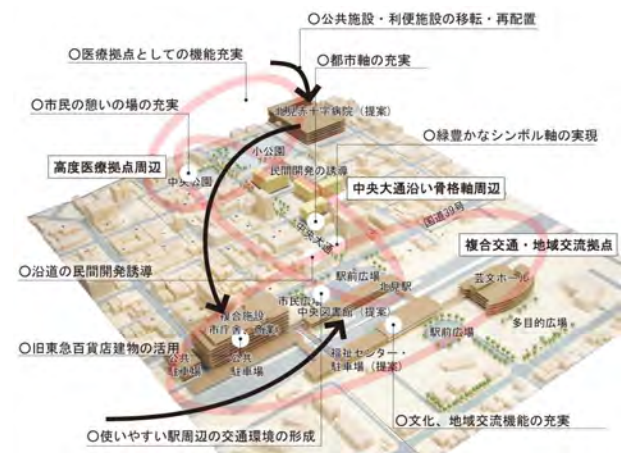 ○公共施設・利便施設の移転・再配置
○医療拠点としての機能充実
○都市軸の充実
○市民の憩いの場の充実
北見赤十字病院（提案）
○緑豊かなシンボル軸の実現
小公園
高度医療拠点周辺
中央公園
民間開発の誘導
中央大通沿い骨格軸周辺
国道39号
中央大通
複合交通・地域交流拠点
○沿道の民間開発誘導
駅前広場
芸文ホール
市民広場
北見駅
複合施設
市庁舎、商業
中央図書館（提案）
駅前広場
多目的広場
○旧東急百貨店建物の活用
公共
駐車場
公共
駐車場
福祉センター・
駐車場（提案）
○文化、地域交流機能の充実
○使いやすい駅周辺の交通環境の形成